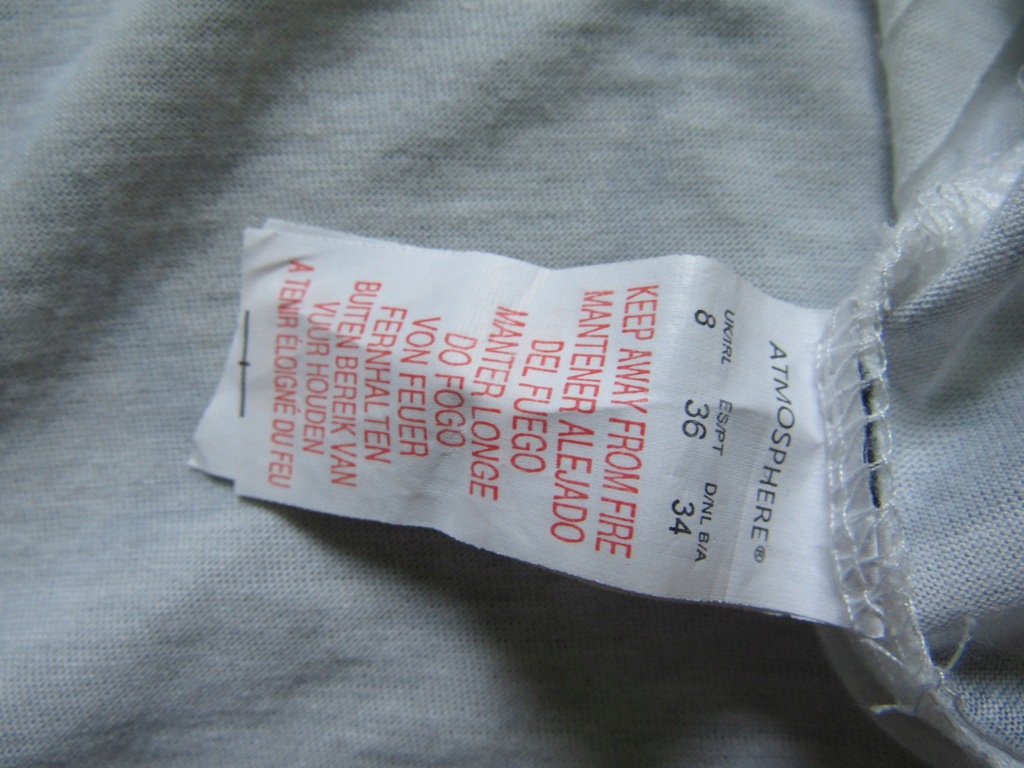 ATMOSPHERE®
UK/IRL ES/PT D/NL B/A
8 36 34
KEEP AWAY FROM FIRE
MANTENER ALEJADO
DEL FUEGO
MANTER LONGE
DO FOGO
VON FEUER
FERNHALTEN
BUITEN BEREIK VAN
VUUR HOUDEN
A TENIR ÉLOIGNÉ DU FEU